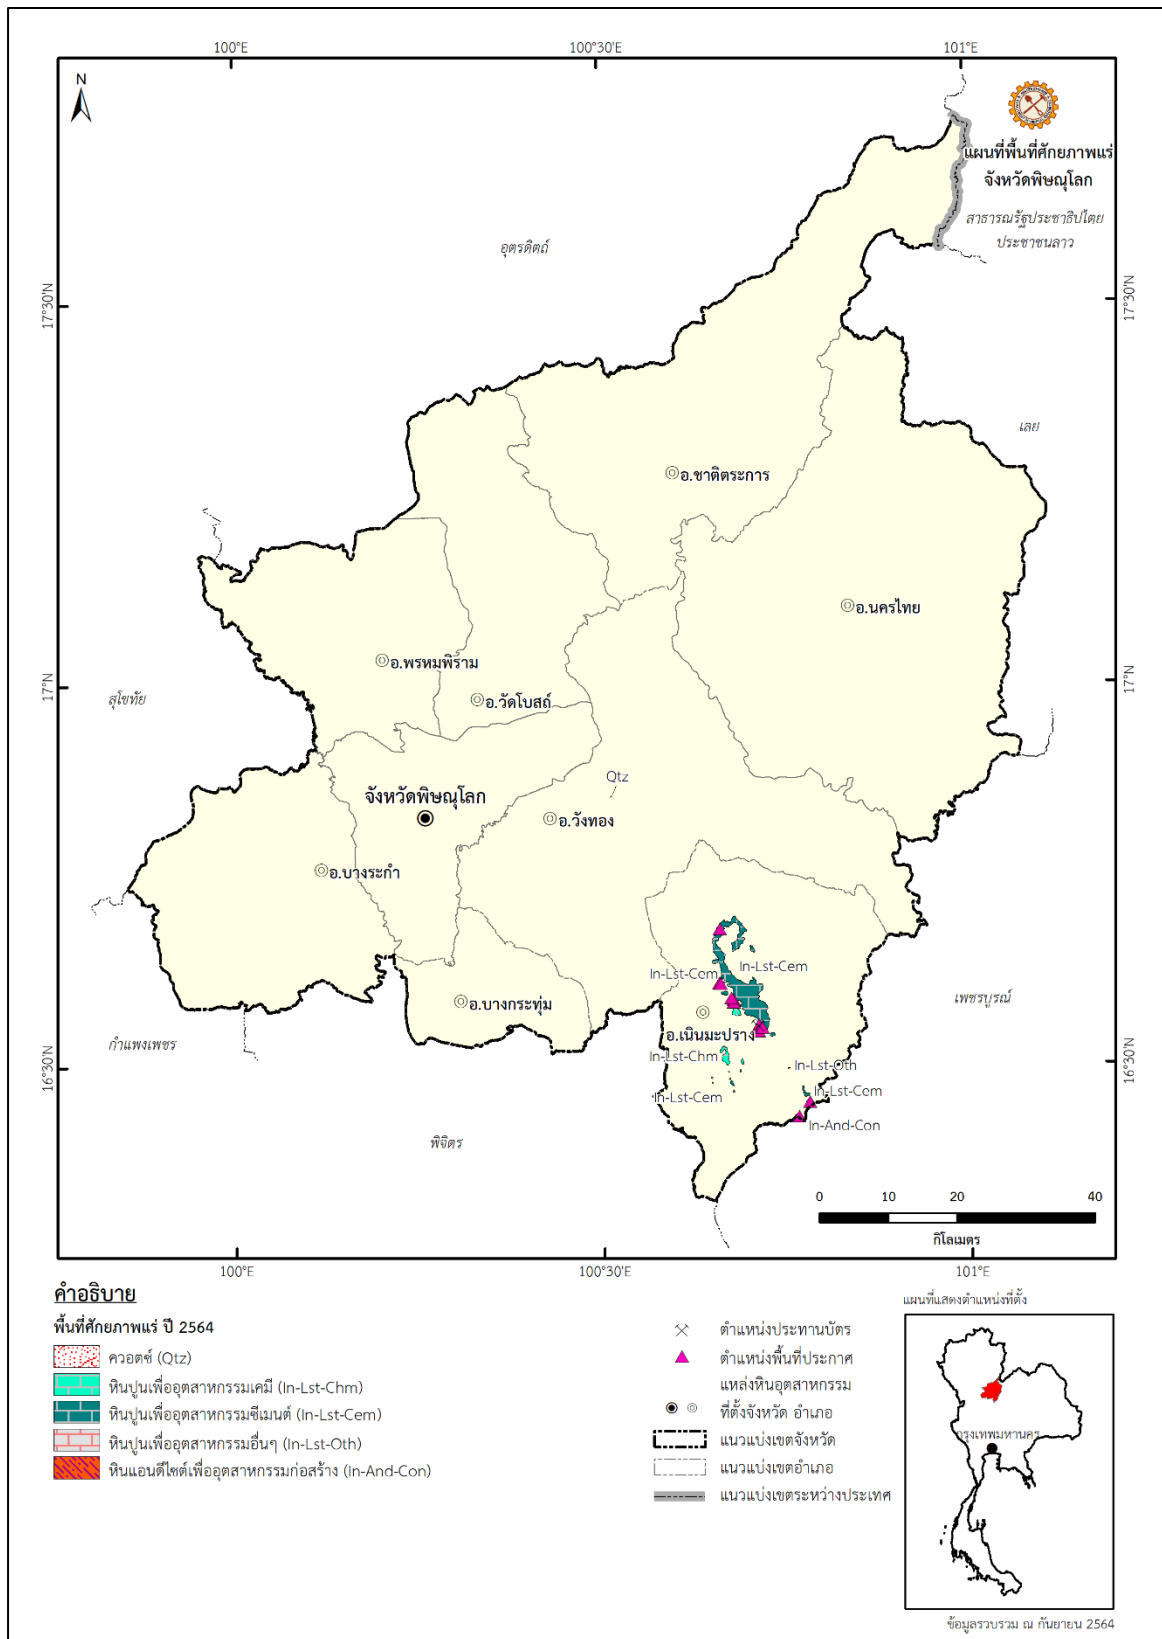 100°E
100°30'E
101°E
N
แผนที่พื้นที่ศักยภาพแร่
จังหวัดพิษณุโลก
สาธารณรัฐประชาธิปไตย
ประชาชนลาว
อุตรดิตถ์
17°30'N
17°30'N
เลย
อ.ชาติตระการ
อ.นครไทย
อ.พรหมพิราม
17°N
17°N
สุโขทัย
อ.วัดโบสถ์
Qtz
จังหวัดพิษณุโลก
อ.วังทอง
อ.บางระกำ
In-Lst-Cem
In-Lst-Cem
เพชรบูรณ์
อ.บางกระทุ่ม
อ.เนินมะปราง
กำแพงเพชร
In-Lst-Chm
16°30'N
16°30'N
In-Lst-Oth
In-Lst-Cem
In-Lst-Cem
In-And-Con
พิจิตร
0
10
20
40
กิโลเมตร
100°E
100°30'E
101°E
คำอธิบาย
พื้นที่ศักยภาพแร่ ปี 2564
ควอตซ์ (Qtz)
หินปูนเพื่ออุตสาหกรรมเคมี (In-Lst-Chm)
หินปูนเพื่ออุตสาหกรรมซีเมนต์ (In-Lst-Cem)
หินปูนเพื่ออุตสาหกรรมอื่นๆ (In-Lst-Oth)
หินแอนดีไซต์เพื่ออุตสาหกรรมก่อสร้าง (In-And-Con)
ตำแหน่งประทานบัตร
ตำแหน่งพื้นที่ประกาศ
แหล่งหินอุตสาหกรรม
ที่ตั้งจังหวัด อำเภอ
แนวแบ่งเขตจังหวัด
แนวแบ่งเขตอำเภอ
แนวแบ่งเขตระหว่างประเทศ
แผนที่แสดงตำแหน่งที่ตั้ง
กรุงเทพมหานคร
ข้อมูลรวบรวม ณ กันยายน 2564